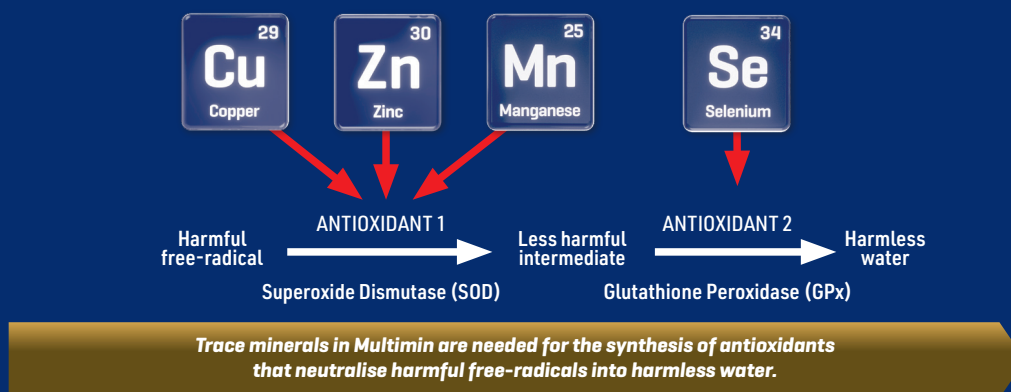 29
Cu
Copper
30
Zn
Zinc
25
Mn
Manganese
34
Se
Selenium
Harmful
free-radical
ANTIOXIDANT 1
Superoxide Dismutase (SOD)
Less harmful
intermediate
ANTIOXIDANT 2
Glutathione Peroxidase (GPx)
Harmless
water
Trace minerals in Multimin are needed for the synthesis of antioxidants
that neutralise harmful free-radicals into harmless water.